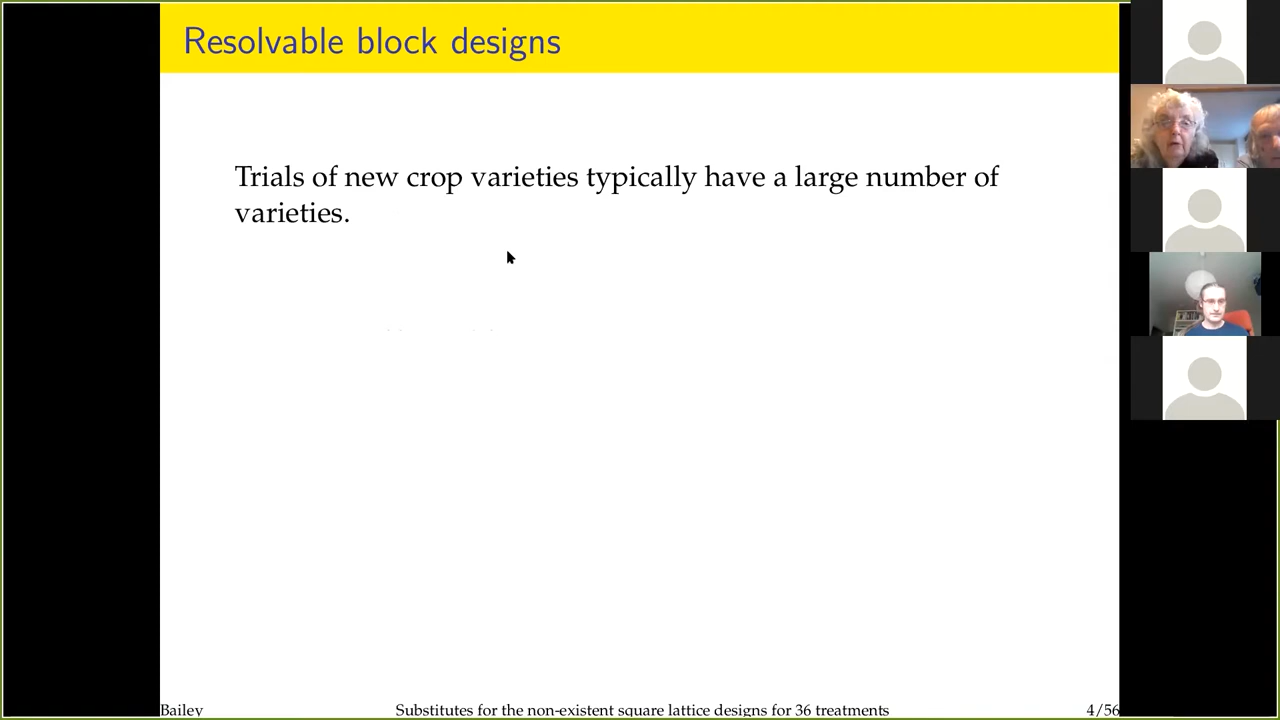 Resolvable block designs
Trials of new crop varieties typically have a large number of
varieties.
Bailey
Substitutes for the non-existent square lattice designs for 36 treatments
4/56